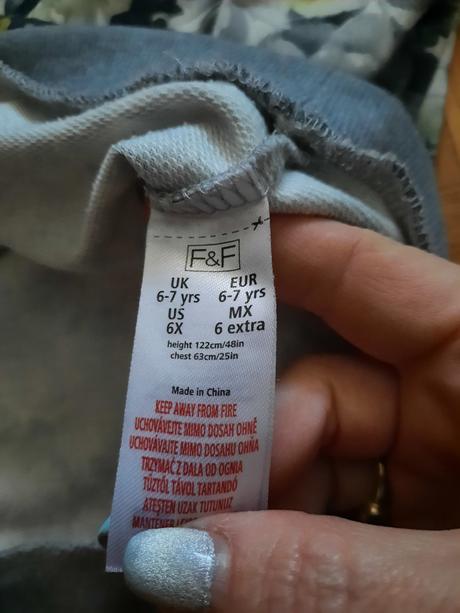 F&F
UK EUR
6-7 yrs 6-7 yrs
US MX
6X 6 extra
height 122cm/48in
chest 63cm/25in
Made in China
KEEP AWAY FROM FIRE
UCHOVÁVEJTE MIMO DOSAH OHNĚ
UCHOVÁVAJTE MIMO DOSAHU OHŇA
TRZYMAĆ Z DALA OD OGNIA
TŰZTŐL TÁVOL TARTANDÓ
ATEŞTEN UZAK TUTUNUZ
MANTENER